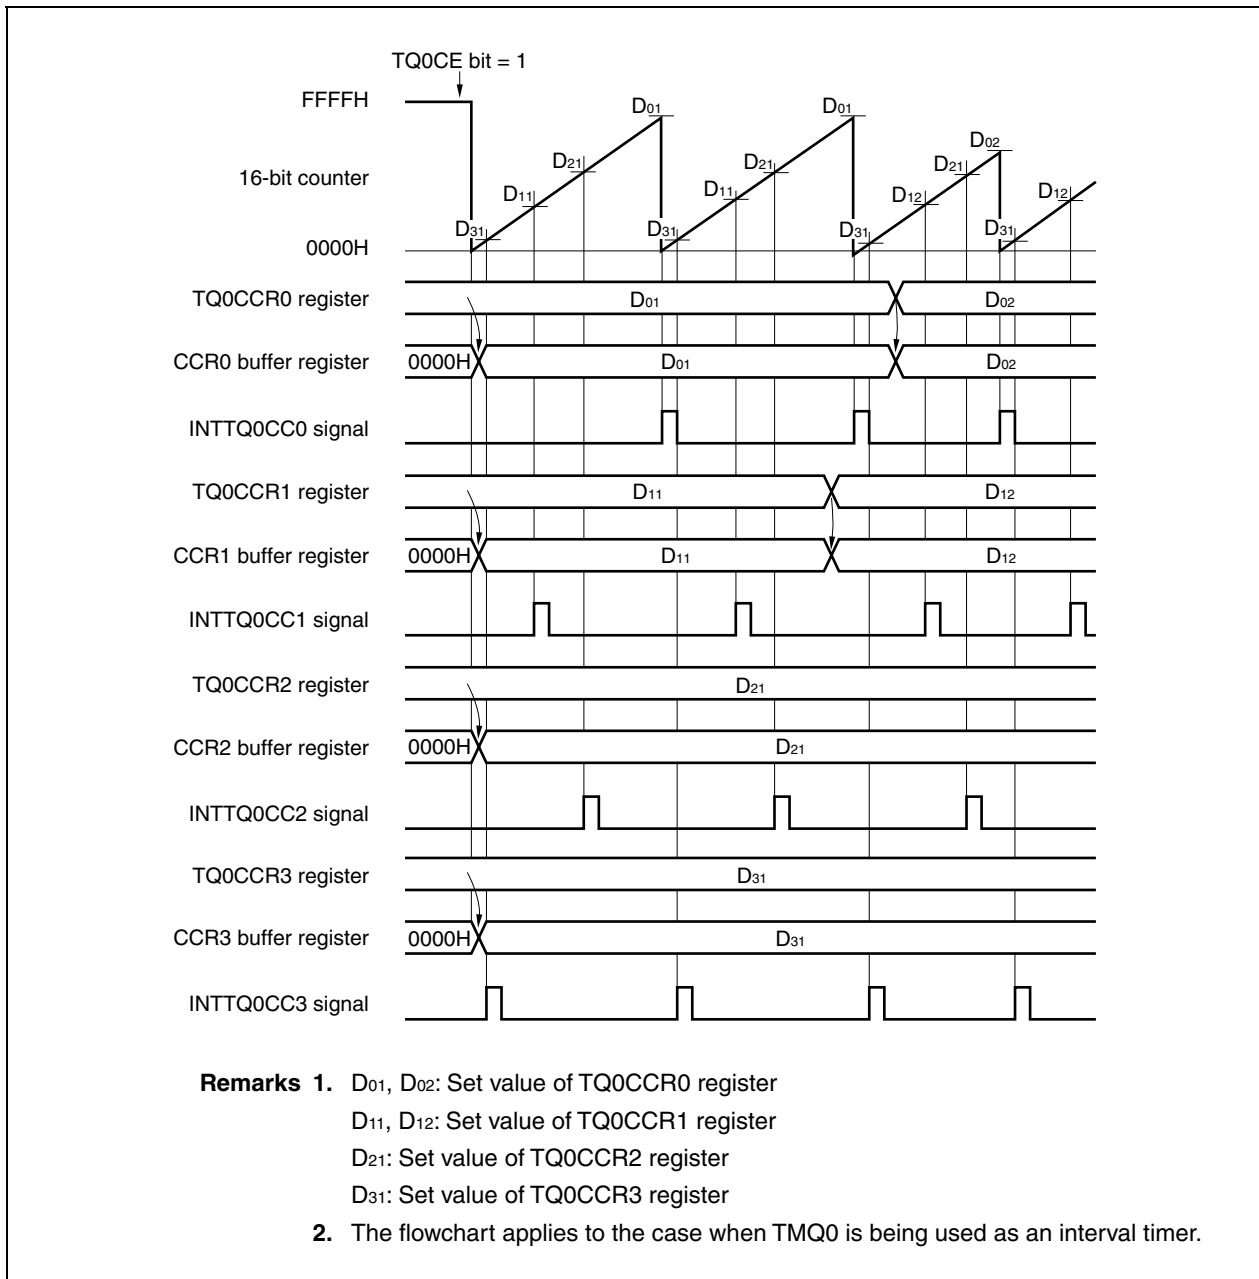 TQ0CE bit = 1
FFFFH
D01 D01
D02
D21 D21 D21
16-bit counter
D11 D11 D12 D12
D31 D31 D31 D31
0000H
TQ0CCR0 register D01 D02
CCR0 buffer register 0000H D01 D02
INTTQ0CC0 signal
TQ0CCR1 register D11 D12
CCR1 buffer register 0000H D11 D12
INTTQ0CC1 signal
TQ0CCR2 register D21
CCR2 buffer register 0000H D21
INTTQ0CC2 signal
TQ0CCR3 register D31
CCR3 buffer register 0000H D31
INTTQ0CC3 signal
Remarks 1. D01, D02: Set value of TQ0CCR0 register
D11, D12: Set value of TQ0CCR1 register
D21: Set value of TQ0CCR2 register
D31: Set value of TQ0CCR3 register
2. The flowchart applies to the case when TMQ0 is being used as an interval timer.